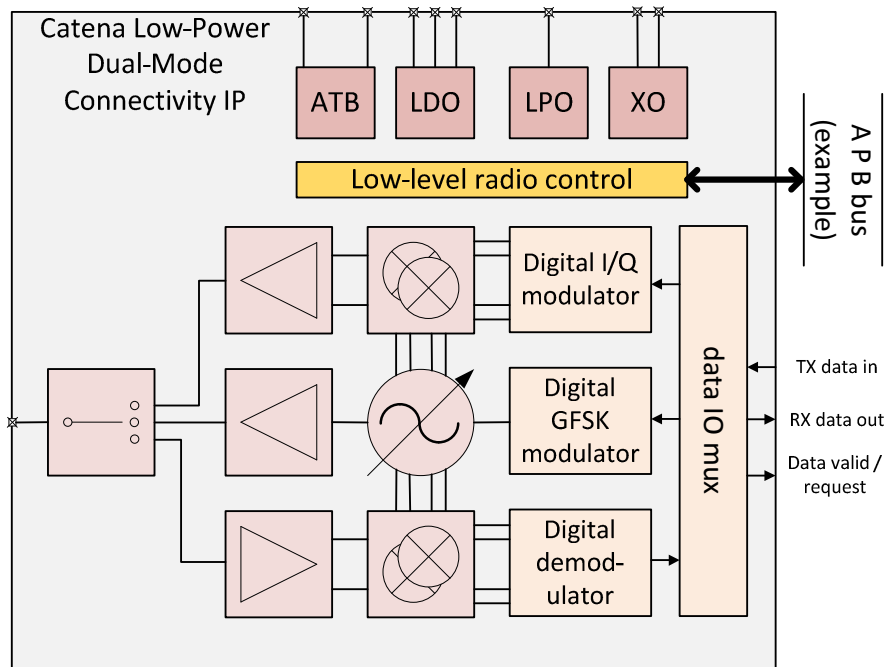 Catena Low-Power
Dual-Mode
Connectivity IP
ATB
LDO
LPO
XO
Low-level radio control
A P B bus
(example)
Digital I/Q
modulator
Digital
GFSK
modulator
Digital
demod-
ulator
data IO mux
TX data in
RX data out
Data valid /
request